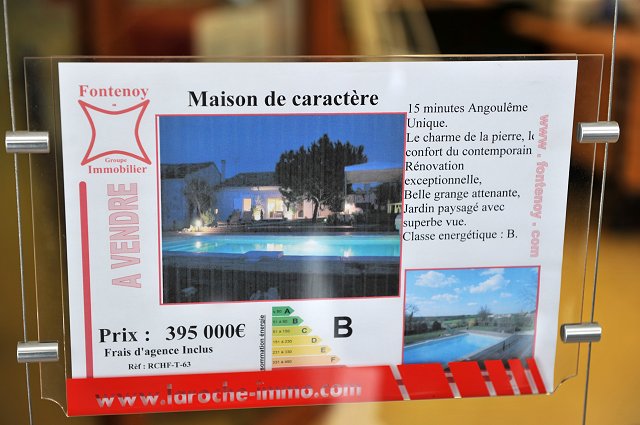 Fontenoy
Groupe
Immobilier
A VENDRE
Maison de caractère
15 minutes Angoulême
Unique.
Le charme de la pierre, le
confort du contemporain
Rénovation
exceptionnelle,
Belle grange attenante,
Jardin paysagé avec
superbe vue.
Classe energétique : B.
www.fontenoy.com
Prix : 395 000€
Frais d'agence Inclus
Réf : RCHF-T-63
A
B
C
D
E
F
B
www.laroche-immo.com